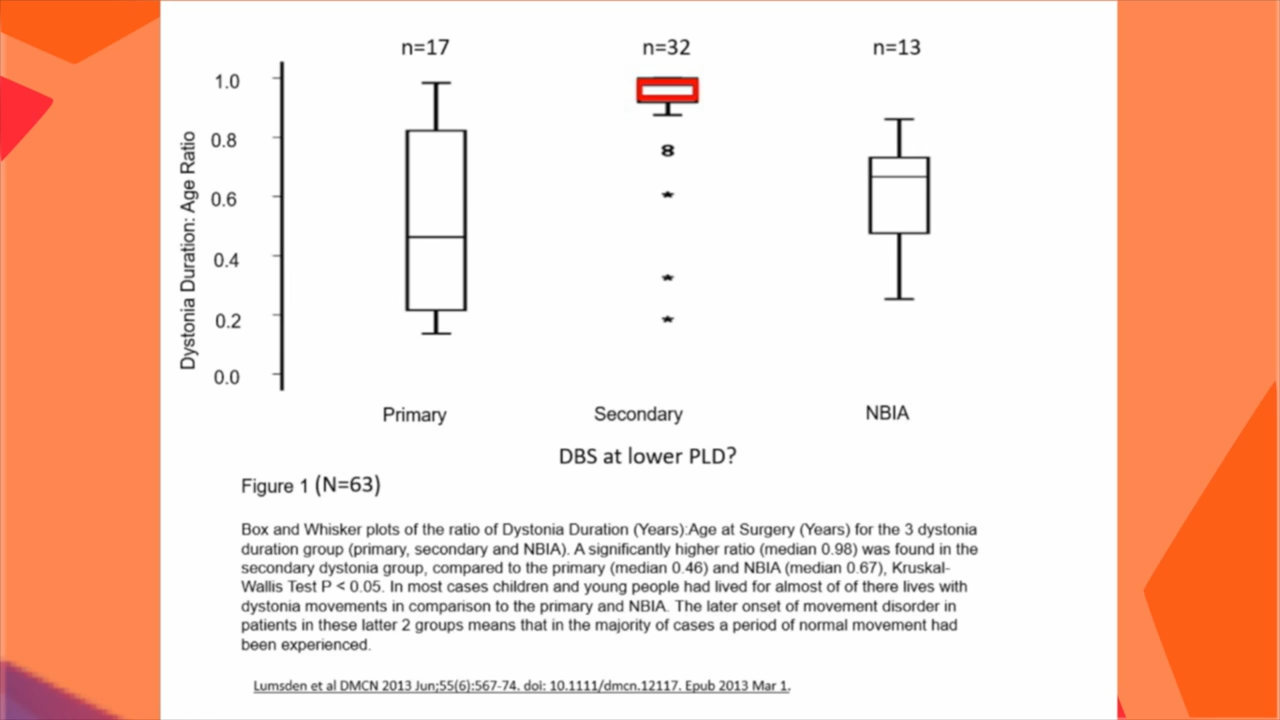 n=17 n=32 n=13
1.0
0.8
8
0.6
*
0.4
*
0.2
*
0.0
Dystonia Duration: Age Ratio
Primary Secondary NBIA
DBS at lower PLD?
Figure 1 (N=63)
Box and Whisker plots of the ratio of Dystonia Duration (Years):Age at Surgery (Years) for the 3 dystonia
duration group (primary, secondary and NBIA). A significantly higher ratio (median 0.98) was found in the
secondary dystonia group, compared to the primary (median 0.46) and NBIA (median 0.67), Kruskal-
Wallis Test P < 0.05. In most cases children and young people had lived for almost of of there lives with
dystonia movements in comparison to the primary and NBIA. The later onset of movement disorder in
patients in these latter 2 groups means that in the majority of cases a period of normal movement had
been experienced.
Lumsden et al DMCN 2013 Jun;55(6):567-74. doi: 10.1111/dmcn.12117. Epub 2013 Mar 1.